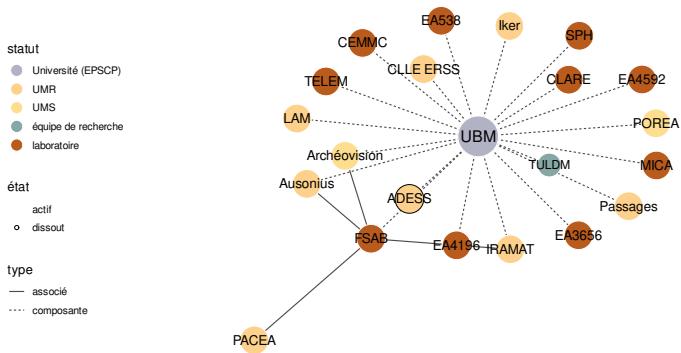 statut
Université (EPSCP)
UMR
UMS
équipe de recherche
laboratoire
état
actif
dissout
type
associé
composante
EA538
Iker
SPH
CEMMC
CLLE ERSS
TELEM
CLARE
EA4592
LAM
POREA
UBM
Archéovision
TULDM
MICA
Ausonius
ADESS
Passages
FSAB
EA4196
IRAMAT
EA3656
PACEA